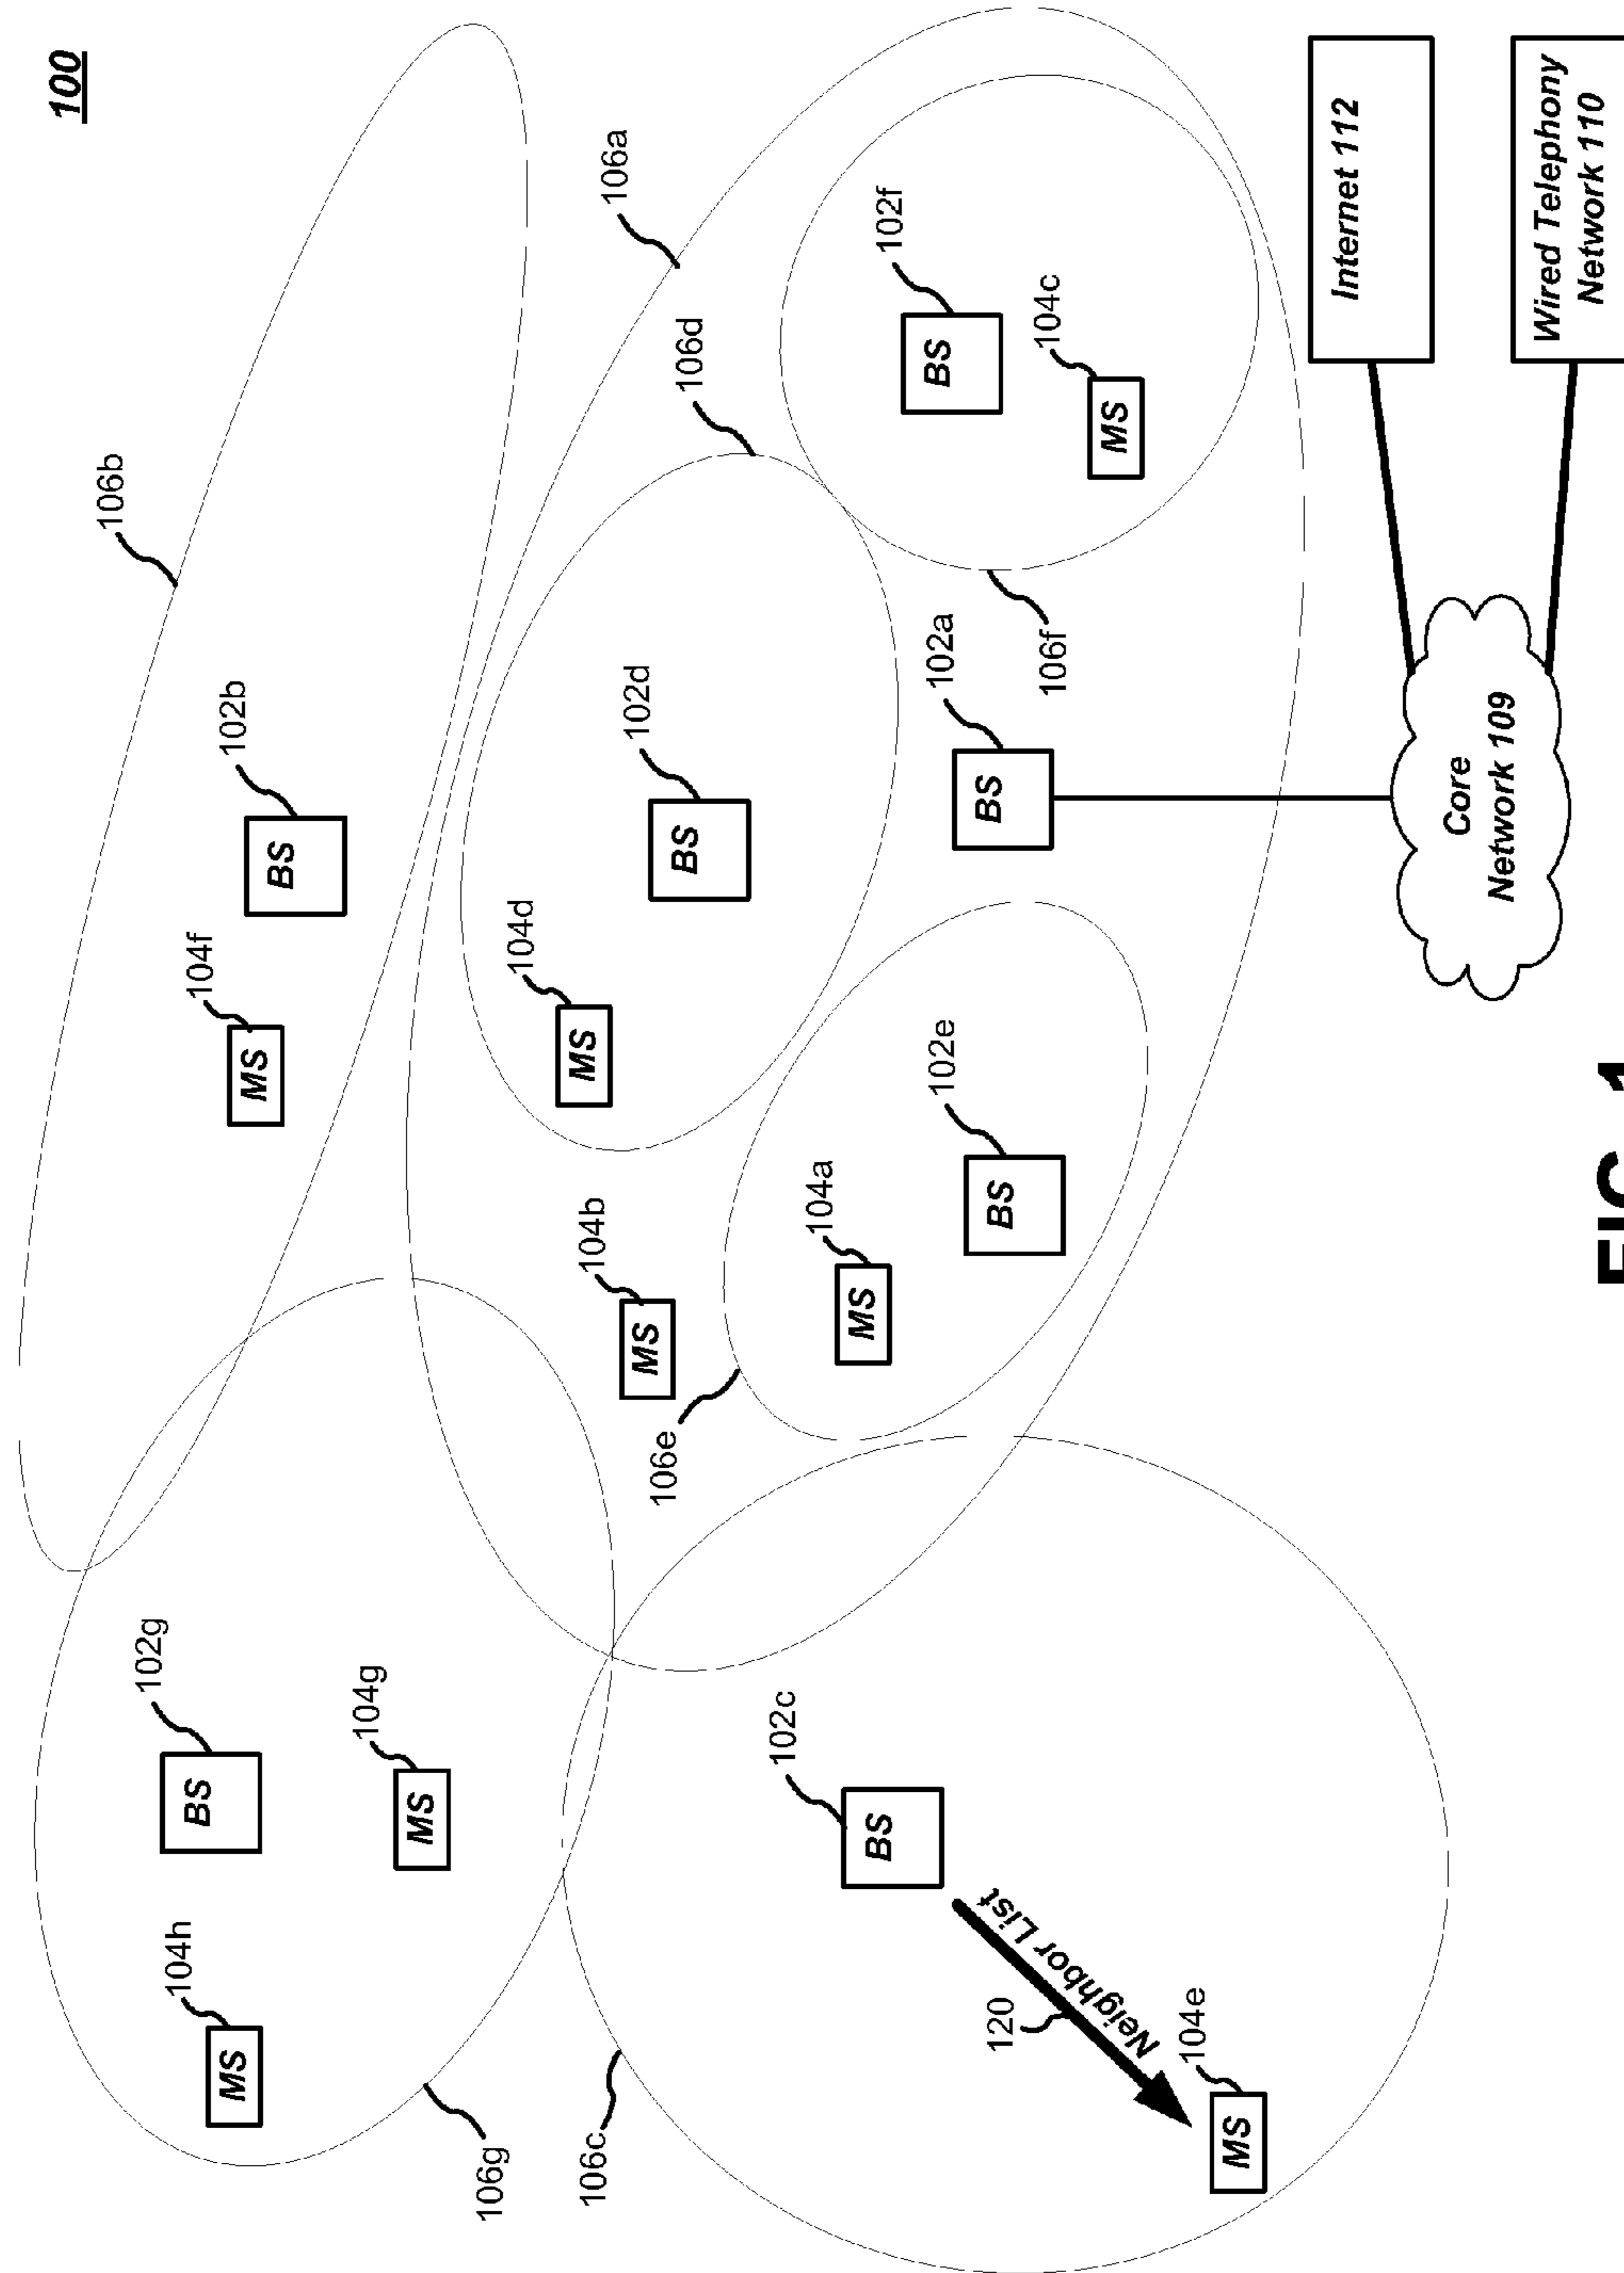 100
106b
102g
BS
104h
MS
104f
MS
102b
BS
104g
MS
106g
104d
MS
106c
104b
MS
106a
102d
BS
106e
106d
102c
BS
104a
MS
102f
BS
102e
BS
102a
BS
120
Neighbor List
104c
MS
106f
104e
MS
Internet 112
Core
Network 109
Wired Telephony
Network 110
FIG. 1